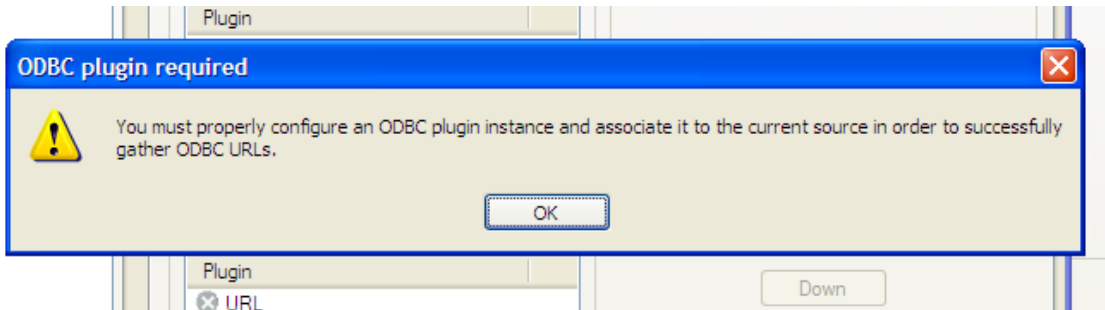 Plugin
ODBC plugin required
You must properly configure an ODBC plugin instance and associate it to the current source in order to successfully
gather ODBC URLs.
OK
Plugin
Down
URL